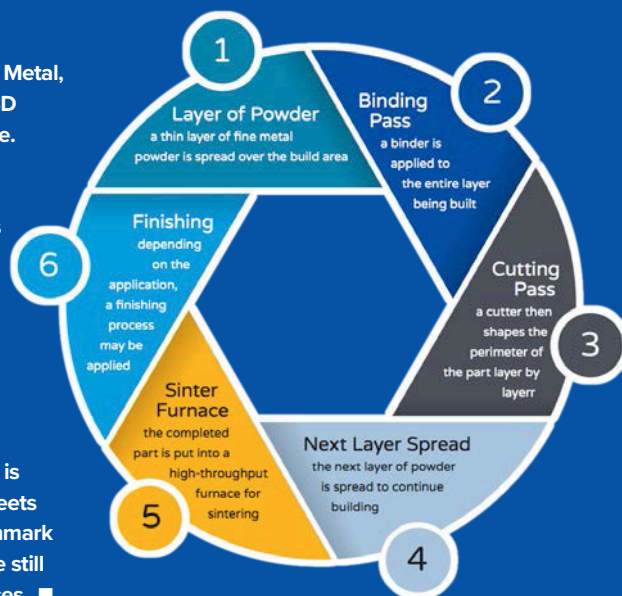 Metal,
D
e.
is
eets
nmark
e still
1
Layer of Powder
a thin layer of fine metal
powder is spread over the build area
2
Binding
Pass
a binder is
applied to
the entire layer
being built
3
Cutting
Pass
a cutter then
shapes the
perimeter of
the part layer by
layerr
4
Next Layer Spread
the next layer of powder
is spread to continue
building
5
Sinter
Furnace
the completed
part is put into a
high-throughput
furnace for
sintering
6
Finishing
depending
on the
application,
a finishing
process
may be
applied